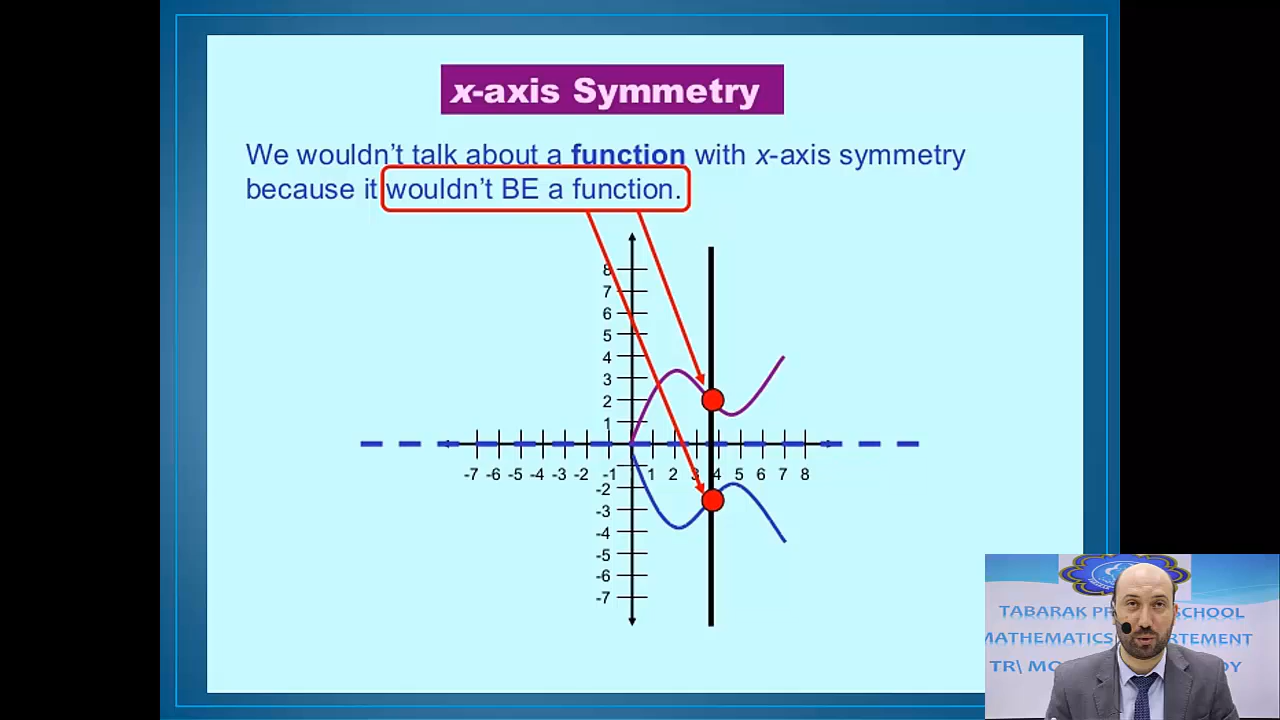 x-axis Symmetry
We wouldn't talk about a function with x-axis symmetry
because it wouldn't BE a function.
8
7
6
5
4
3
2
1
-7 -6 -5 -4 -3 -2 -1 1 2 3 4 5 6 7 8
-2
-3
-4
-5
-6
-7
TABARAK SCHOOL
MATHEMATICS
TR\